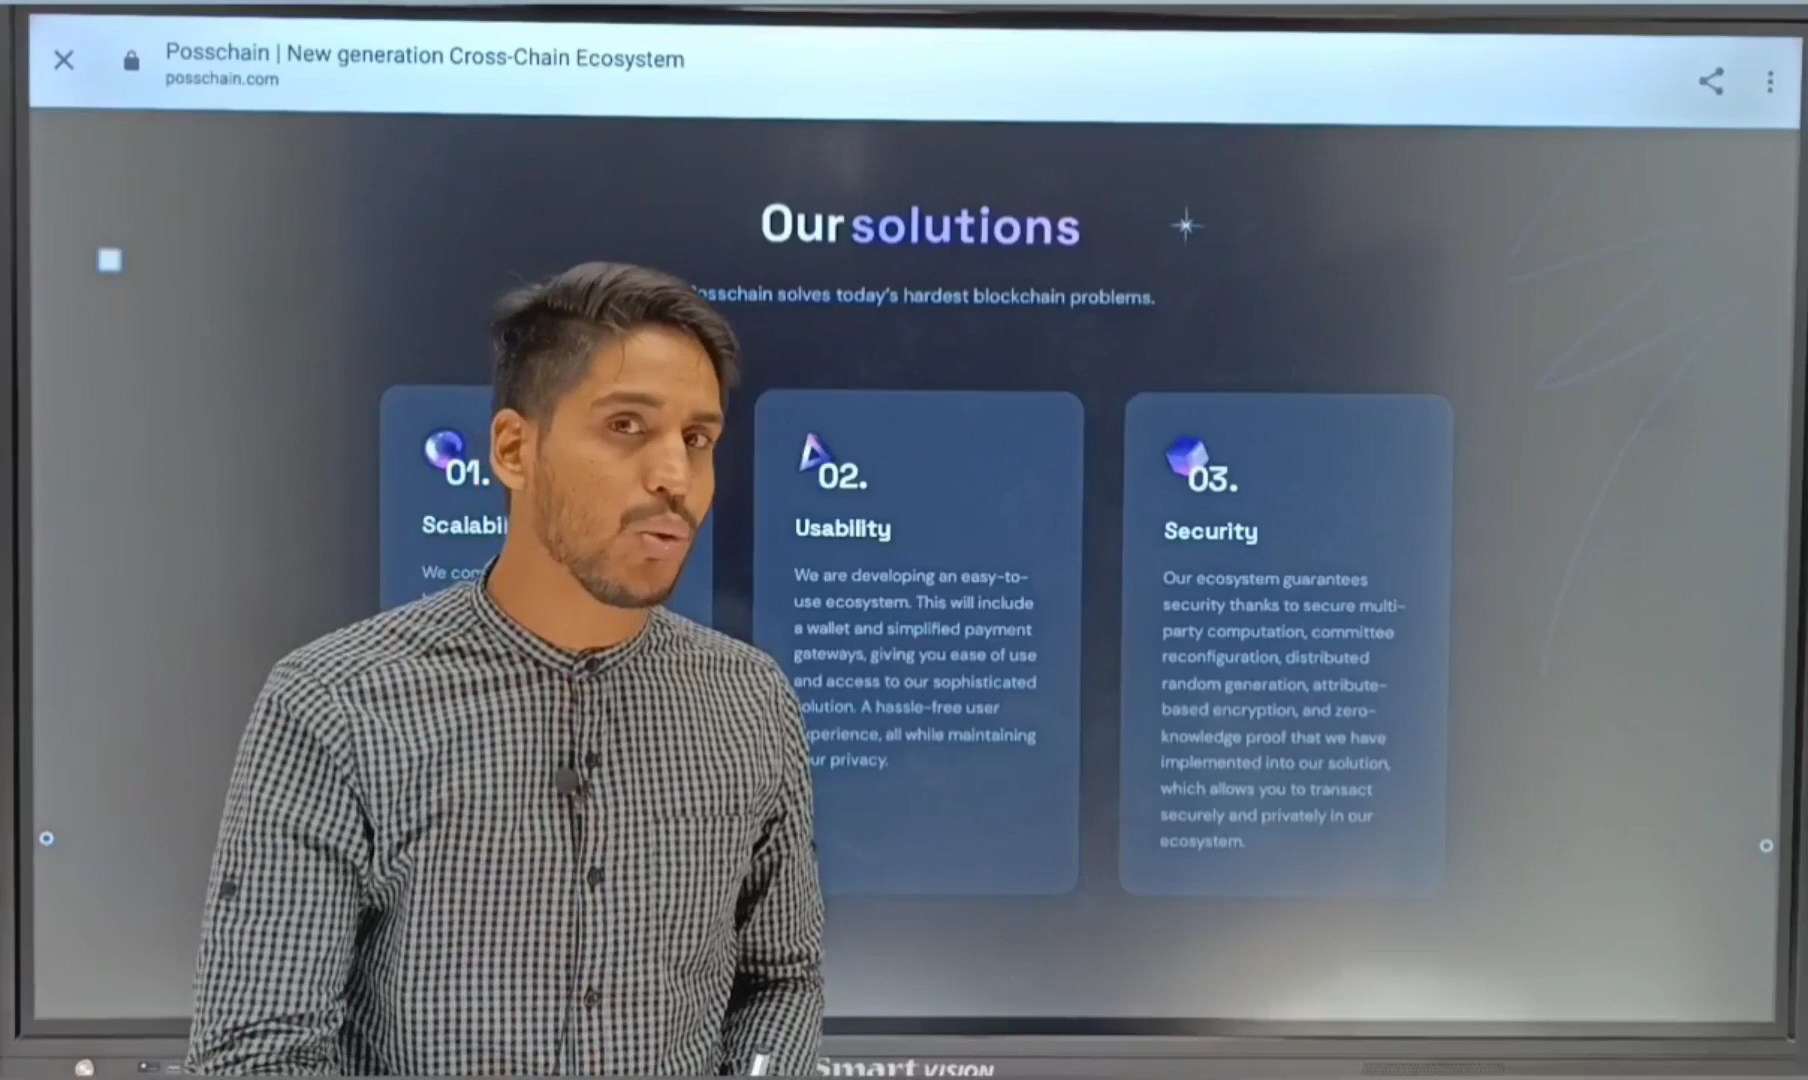 Posschain | New generation Cross-Chain Ecosystem
posschain.com
Our solutions
sschain solves today's hardest blockchain problems.
01.
Scalabi
We
02.
Usability
We are developing an easy-to-
use ecosystem. This will include
a wallet and simplified payment
gateways, giving you ease of use
and access to our sophisticated
olution. A hassle-free user
perience, all while maintaining
ur privacy.
03.
Security
Our ecosystem guarantees
security thanks to secure multi-
party computation, committee
reconfiguration, distributed
random generation, attribute-
based encryption, and zero-
knowledge proof that we have
implemented into our solution,
which allows you to transact
securely and privately in our
ecosystem.
Smart VISION